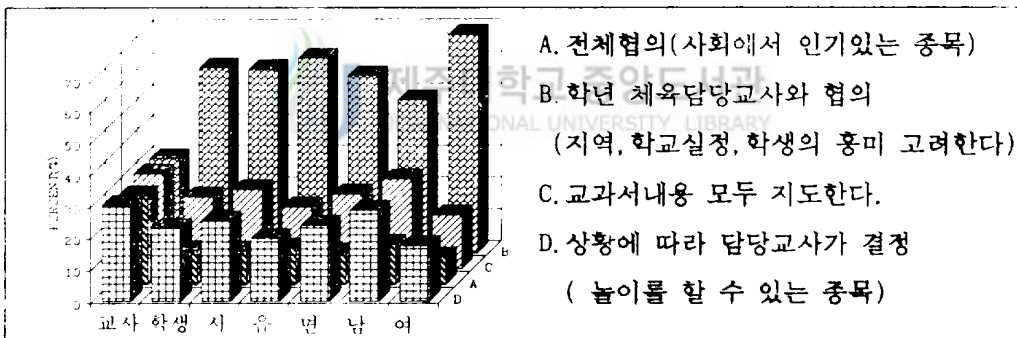 A. 전체협의(사회에서 인기있는 종목)
B. 학년 체육담당교사와 협의
(지역, 학교실정, 학생의 흥미 고려한다)
C. 교과서내용 모두 지도한다.
D. 상황에 따라 담당교사가 결정
( 놀이를 할 수 있는 종목)
70
60
50
40
30
20
10
0
B
C
A
D
교사 학생 시 읍 면 남 여